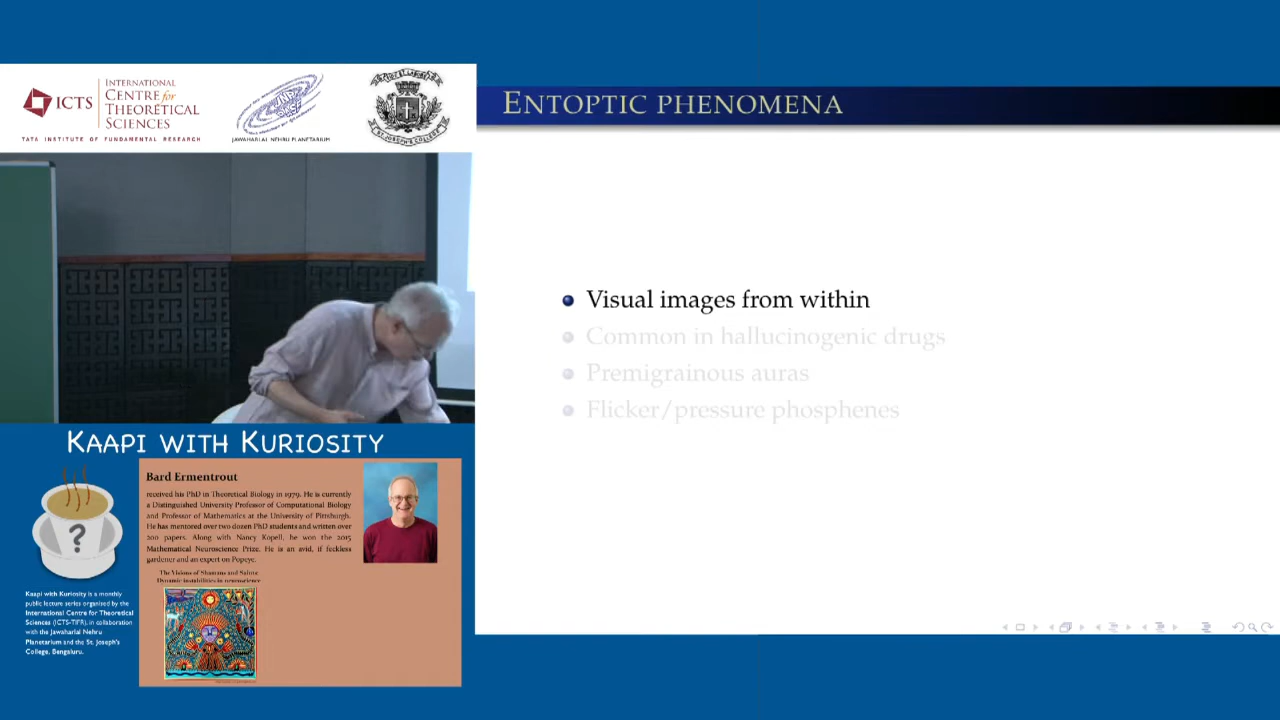 ICTS
INTERNATIONAL
CENTRE for
THEORETICAL
SCIENCES
TATA INSTITUTE OF FUNDAMENTAL RESEARCH
JAWAHARLAL NEHRU PLANETARIUM
ENTOPTIC PHENOMENA
Visual images from within
Common in hallucinogenic drugs
Premigrainous auras
Flicker/pressure phosphenes
KAAPI WITH KURIOSITY
?
Kaapi with Kuriosity is a monthly
public lecture series organized by the
International Centre for Theoretical
Sciences (ICTS-TIFR), in collaboration
with the Jawaharlal Nehru
Planetarium and the St. Joseph's
College, Bengaluru.
Bard Ermentrout
received his PhD in Theoretical Biology in 1979. He is currently
a Distinguished University Professor of Computational Biology
and Professor of Mathematics at the University of Pittsburgh.
He has mentored over two dozen PhD students and written over
200 papers. Along with Nancy Kopell, he won the 2015
Mathematical Neuroscience Prize. He is an avid, if feckless
gardener and an expert on Popeye.
The Visions of Shamans and Saints
Dynamic instabilities in neuroscience